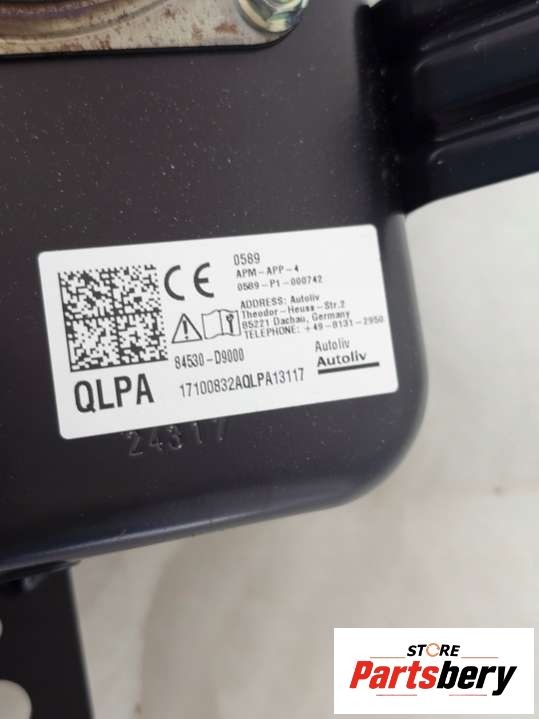 0589
APM-APP-4
0589-P1-000742
ADDRESS: Autoliv
Theodor-Heuss-Str.2
85221 Dachau, Germany
TELEPHONE: +49-8131-2950
84530-D9000
Autoliv
Autoliv
QLPA
17100832AQLPA13117
24317
STORE
Partsbery